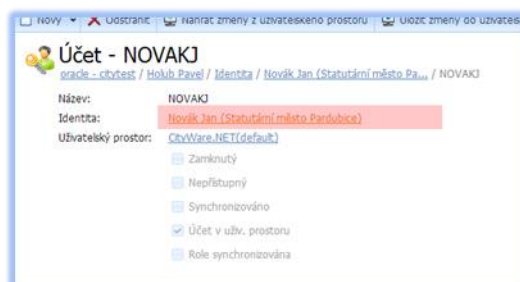 Nový Odstranit Nahrát změny z uživatelského prostoru Uložit změny do uživatels
Účet - NOVAKJ
oracle - citytest / Holub Pavel / Identita / Novák Jan (Statutární město Pa... / NOVAKJ
Název: NOVAKJ
Identita: Novák Jan (Statutární město Pardubice)
Uživatelský prostor: CityWare.NET(default)
Zamknutý
Nepřístupný
Synchronizováno
Účet v uživ. prostoru
Role synchronizována